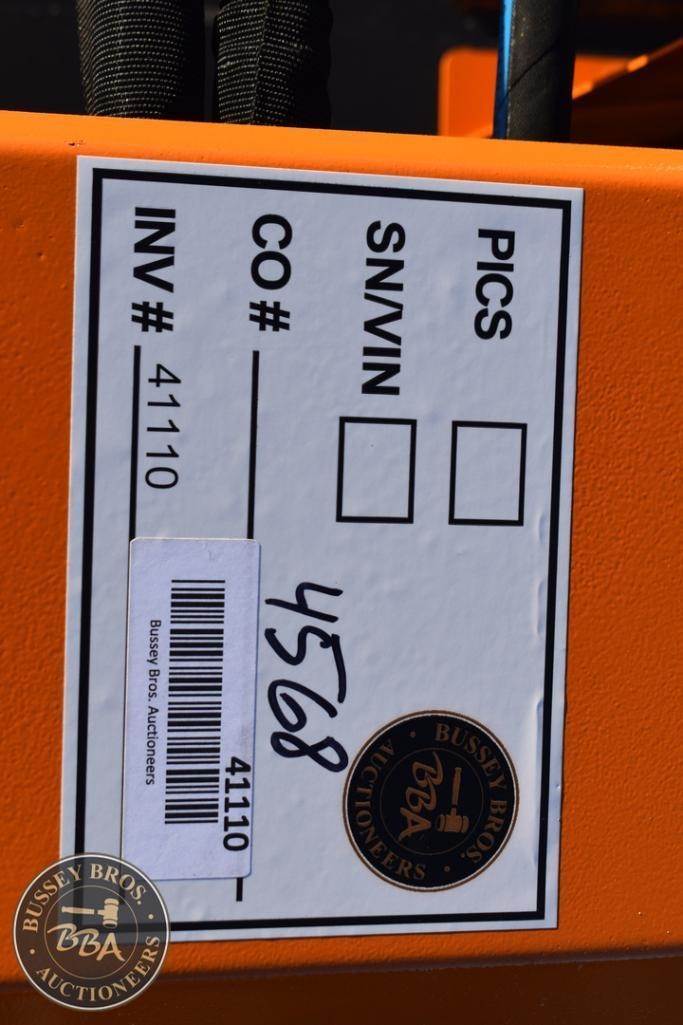 PICS
SN/VIN
CO # 4568
INV # 41110
41110
Bussey Bros. Auctioneers
BUSSEY BROS.
BBA
AUCTIONEERS
BUSSEY BROS.
BBA
AUCTIONEERS